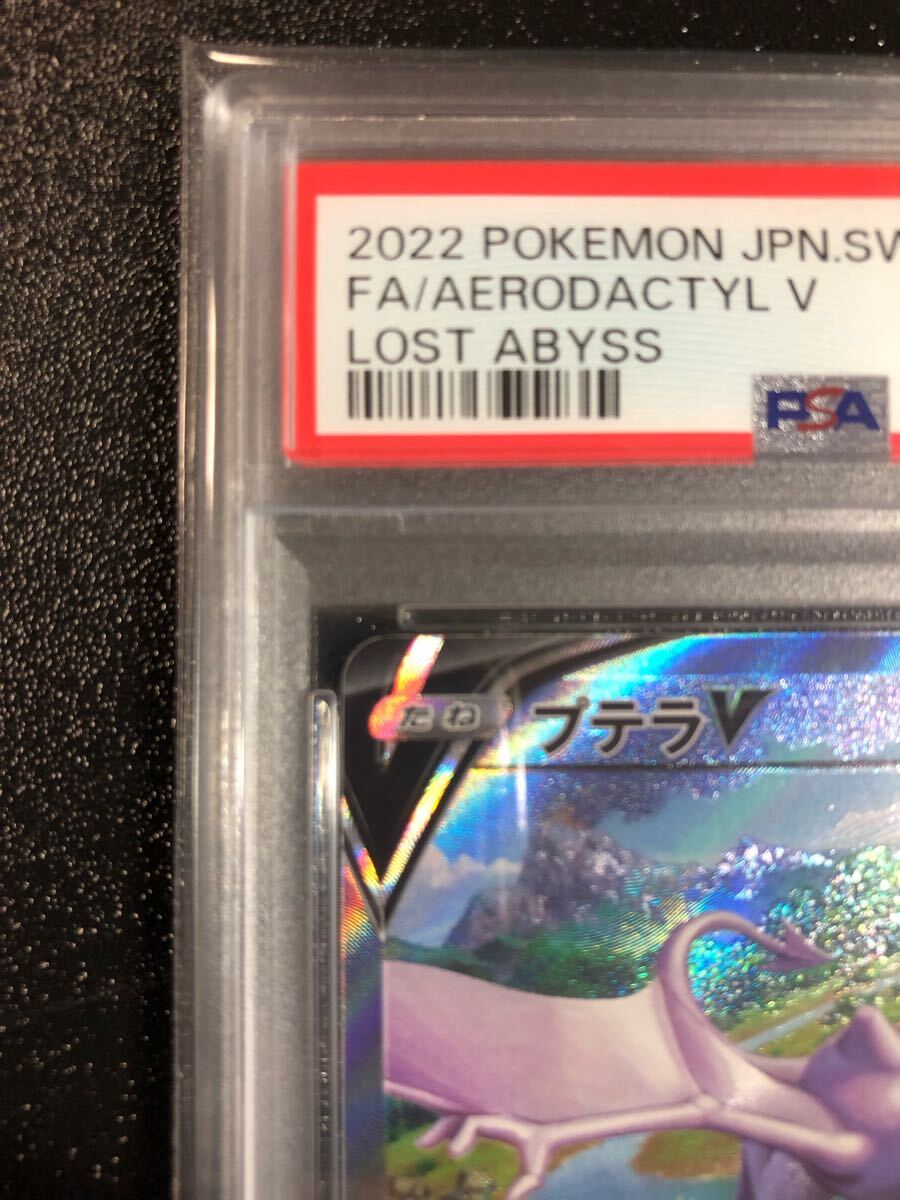 2022 POKEMON JPN.SW
FA/AERODACTYL V
LOST ABYSS
PSA
たね プテラV